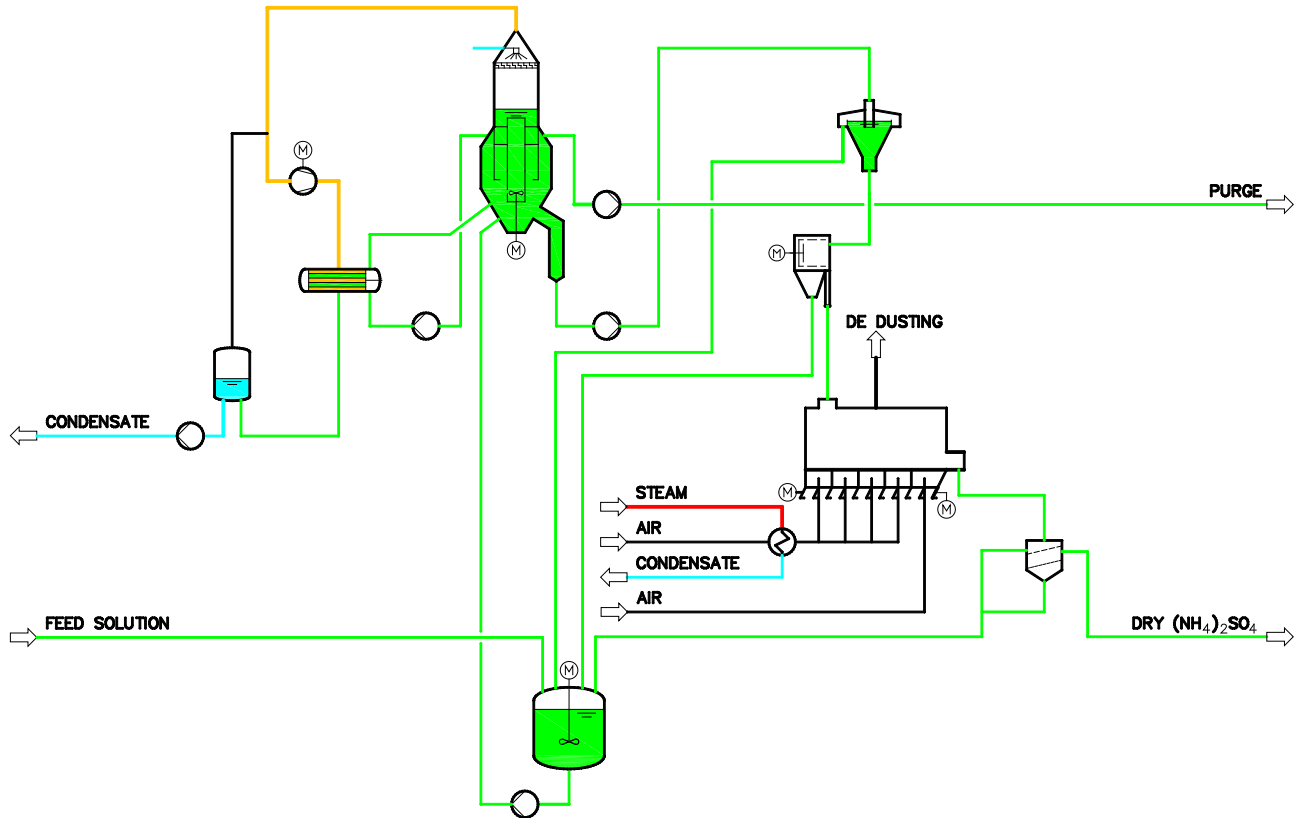 M
M
PURGE
M
DE DUSTING
CONDENSATE
STEAM
M
M
AIR
CONDENSATE
AIR
FEED SOLUTION
DRY (NH₄)₂SO₄
M